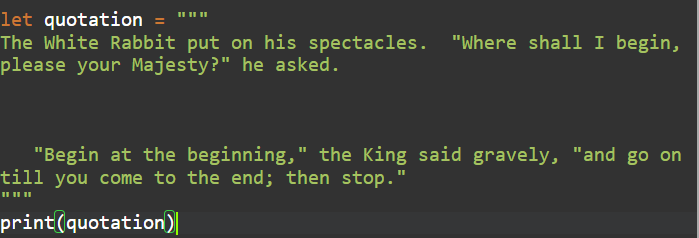 let quotation = """
The White Rabbit put on his spectacles.  "Where shall I begin,
please your Majesty?" he asked.
   "Begin at the beginning," the King said gravely, "and go on
till you come to the end; then stop."
"""
print(quotation)